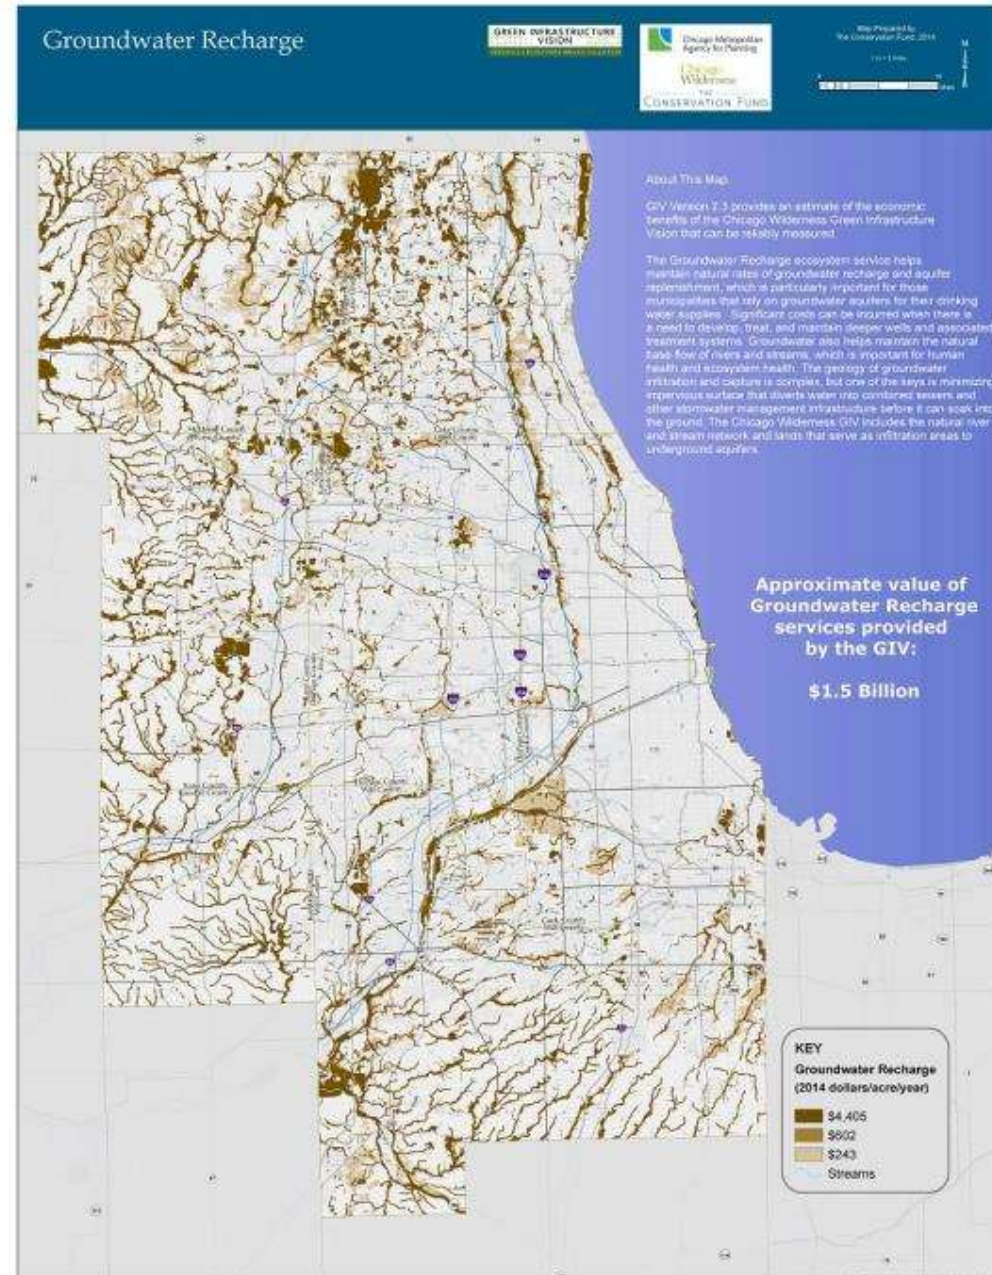 Groundwater Recharge
GREEN INFRASTRUCTURE
VISION
Chicago Metropolitan
Agency for Planning
Chicago
Wilderness
THE
CONSERVATION FUND
Map Prepared by
The Conservation Fund, 2014
About This Map
GIV Version 2.3 provides an estimate of the economic
benefits of the Chicago Wilderness Green Infrastructure
Vision that can be reliably measured.
The Groundwater Recharge ecosystem service helps
maintain natural rates of groundwater recharge and aquifer
replenishment, which is particularly important for those
municipalities that rely on groundwater aquifers for their drinking
water supplies. Significant costs can be incurred when there is
a need to develop, treat, and maintain deeper wells and associated
treatment systems. Groundwater also helps maintain the natural
base flow of rivers and streams, which is important for human
health and ecosystem health. The geology of groundwater
infiltration and capture is complex, but one of the keys is minimizing
impervious surface that diverts water into combined sewers and
other stormwater management infrastructure before it can soak into
the ground. The Chicago Wilderness GIV includes the natural river
and stream network and lands that serve as infiltration areas to
underground aquifers.
Approximate value of
Groundwater Recharge
services provided
by the GIV:
$1.5 Billion
KEY
Groundwater Recharge
(2014 dollars/acre/year)
$4,405
$602
$243
Streams